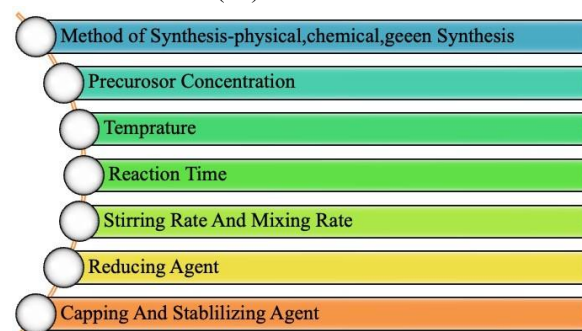 Method of Synthesis-physical,chemical,geeen Synthesis
Precurosor Concentration
Temprature
Reaction Time
Stirring Rate And Mixing Rate
Reducing Agent
Capping And Stablilizing Agent